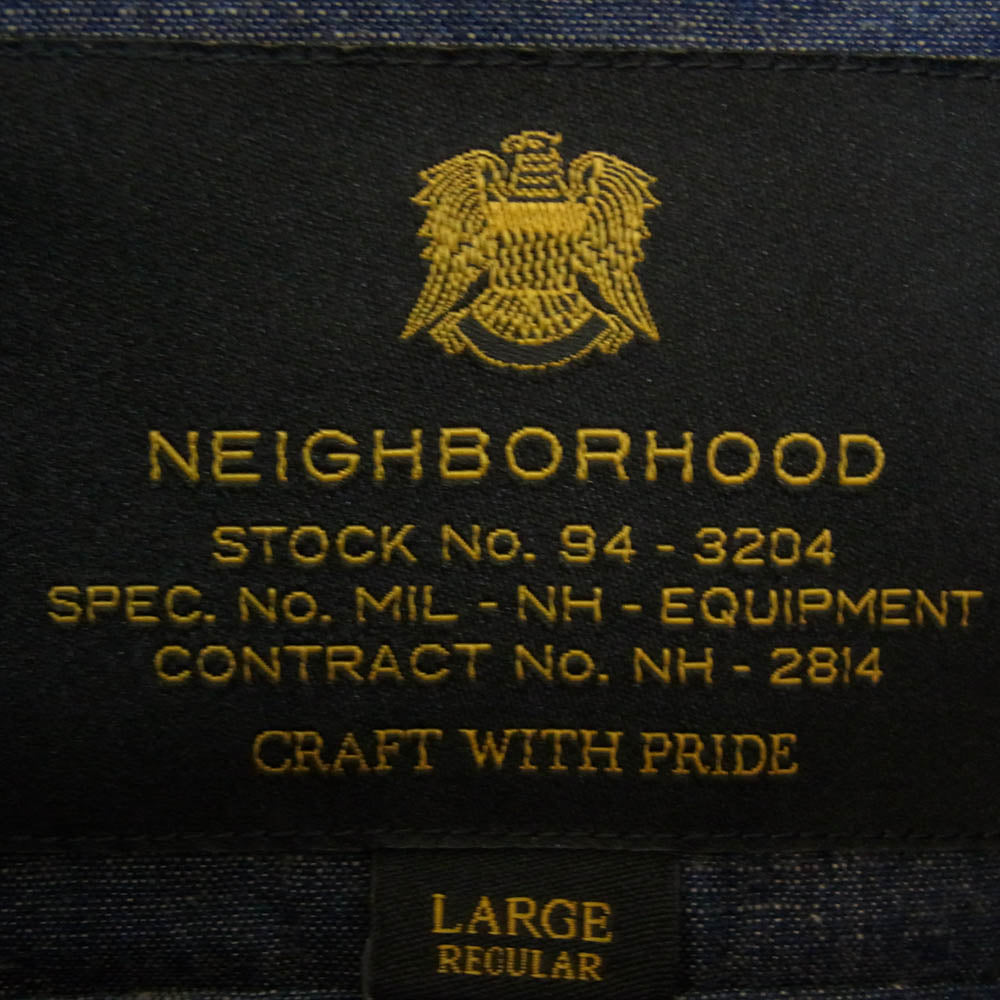 NEIGHBORHOOD
STOCK No. 94 - 3204
SPEC. No. MIL - NH - EQUIPMENT
CONTRACT No. NH - 2814
CRAFT WITH PRIDE
LARGE
REGULAR